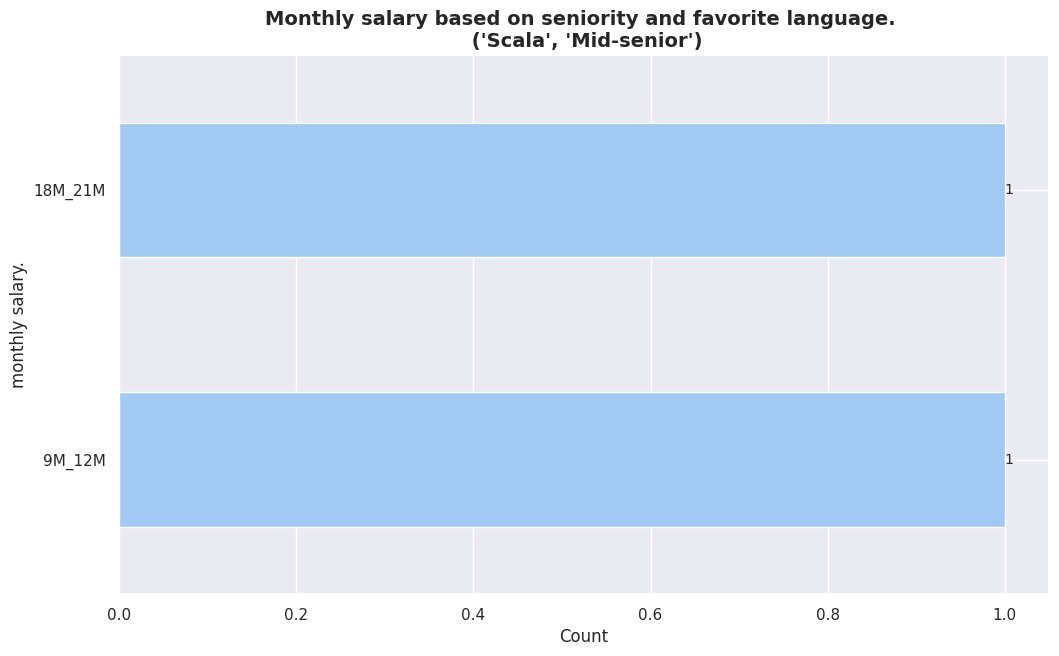 Monthly salary based on seniority and favorite language.
('Scala', 'Mid-senior')
monthly salary.
18M_21M
1
9M_12M
1
0.0 0.2 0.4 0.6 0.8 1.0
Count